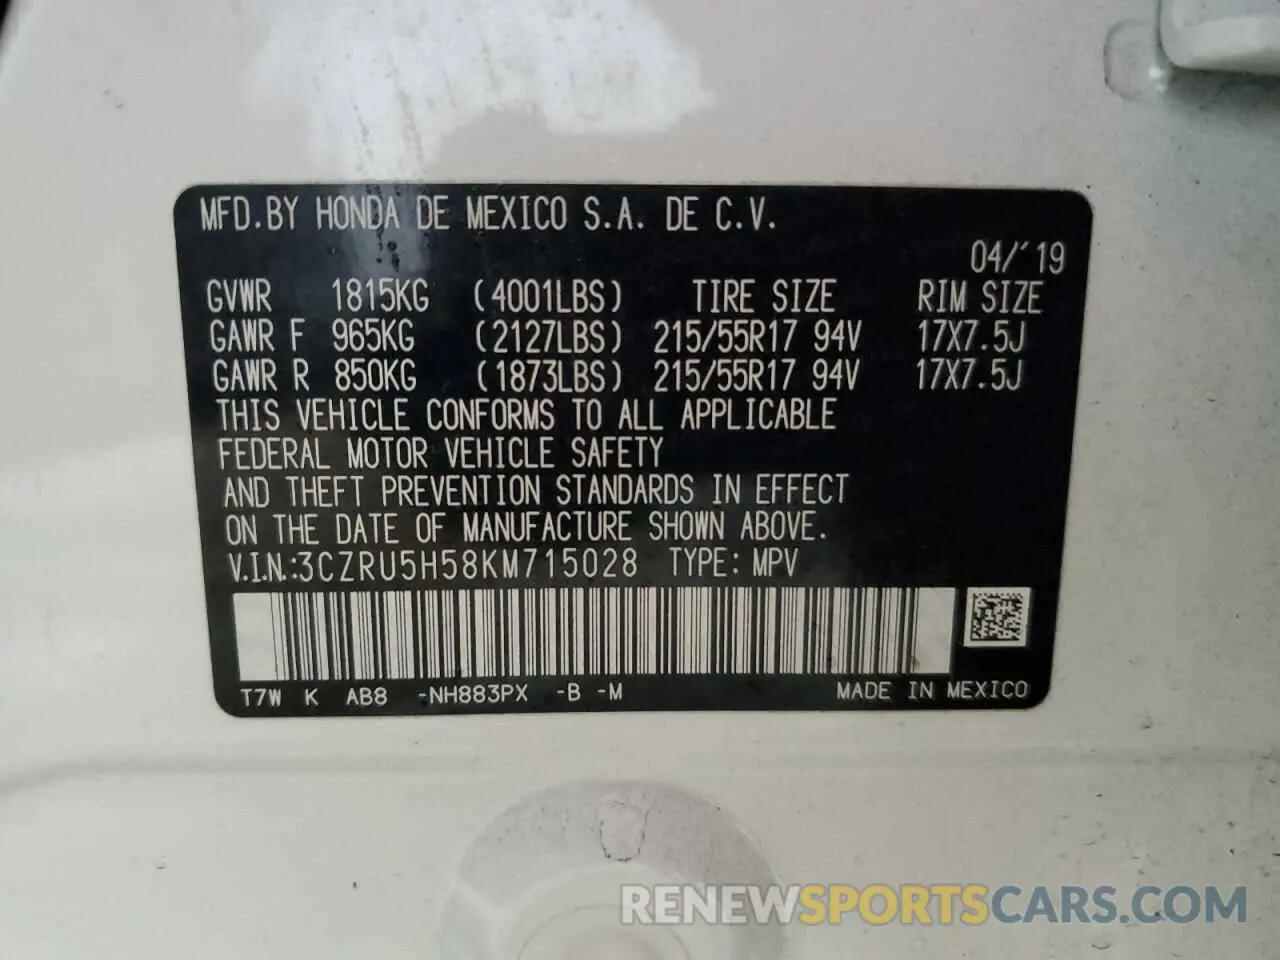 MFD.BY HONDA DE MEXICO S.A. DE C.V.
04/'19
GVWR 1815KG (4001LBS) TIRE SIZE RIM SIZE
GAWR F 965KG (2127LBS) 215/55R17 94V 17X7.5J
GAWR R 850KG (1873LBS) 215/55R17 94V 17X7.5J
THIS VEHICLE CONFORMS TO ALL APPLICABLE
FEDERAL MOTOR VEHICLE SAFETY
AND THEFT PREVENTION STANDARDS IN EFFECT
ON THE DATE OF MANUFACTURE SHOWN ABOVE.
V.I.N.:3CZRU5H58KM715028 TYPE: MPV
T7W K AB8 -NH883PX -B -M MADE IN MEXICO
RENEWSPORTSCARS.COM